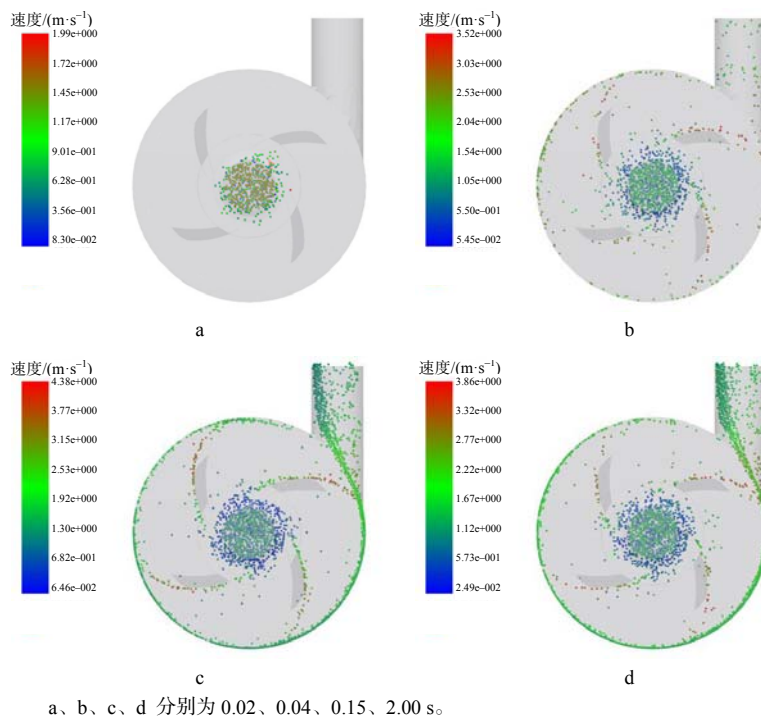 速度/(m·s⁻¹)
1.99e+000
1.72e+000
1.45e+000
1.17e+000
9.01e–001
6.28e–001
3.56e–001
8.30e–002
a
速度/(m·s⁻¹)
3.52e+000
3.03e+000
2.53e+000
2.04e+000
1.54e+000
1.05e+000
5.50e–001
5.45e–002
b
速度/(m·s⁻¹)
4.38e+000
3.77e+000
3.15e+000
2.53e+000
1.92e+000
1.30e+000
6.82e–001
6.46e–002
c
速度/(m·s⁻¹)
3.86e+000
3.32e+000
2.77e+000
2.22e+000
1.67e+000
1.12e+000
5.73e–001
2.49e–002
d
a、b、c、d 分别为 0.02、0.04、0.15、2.00 s。